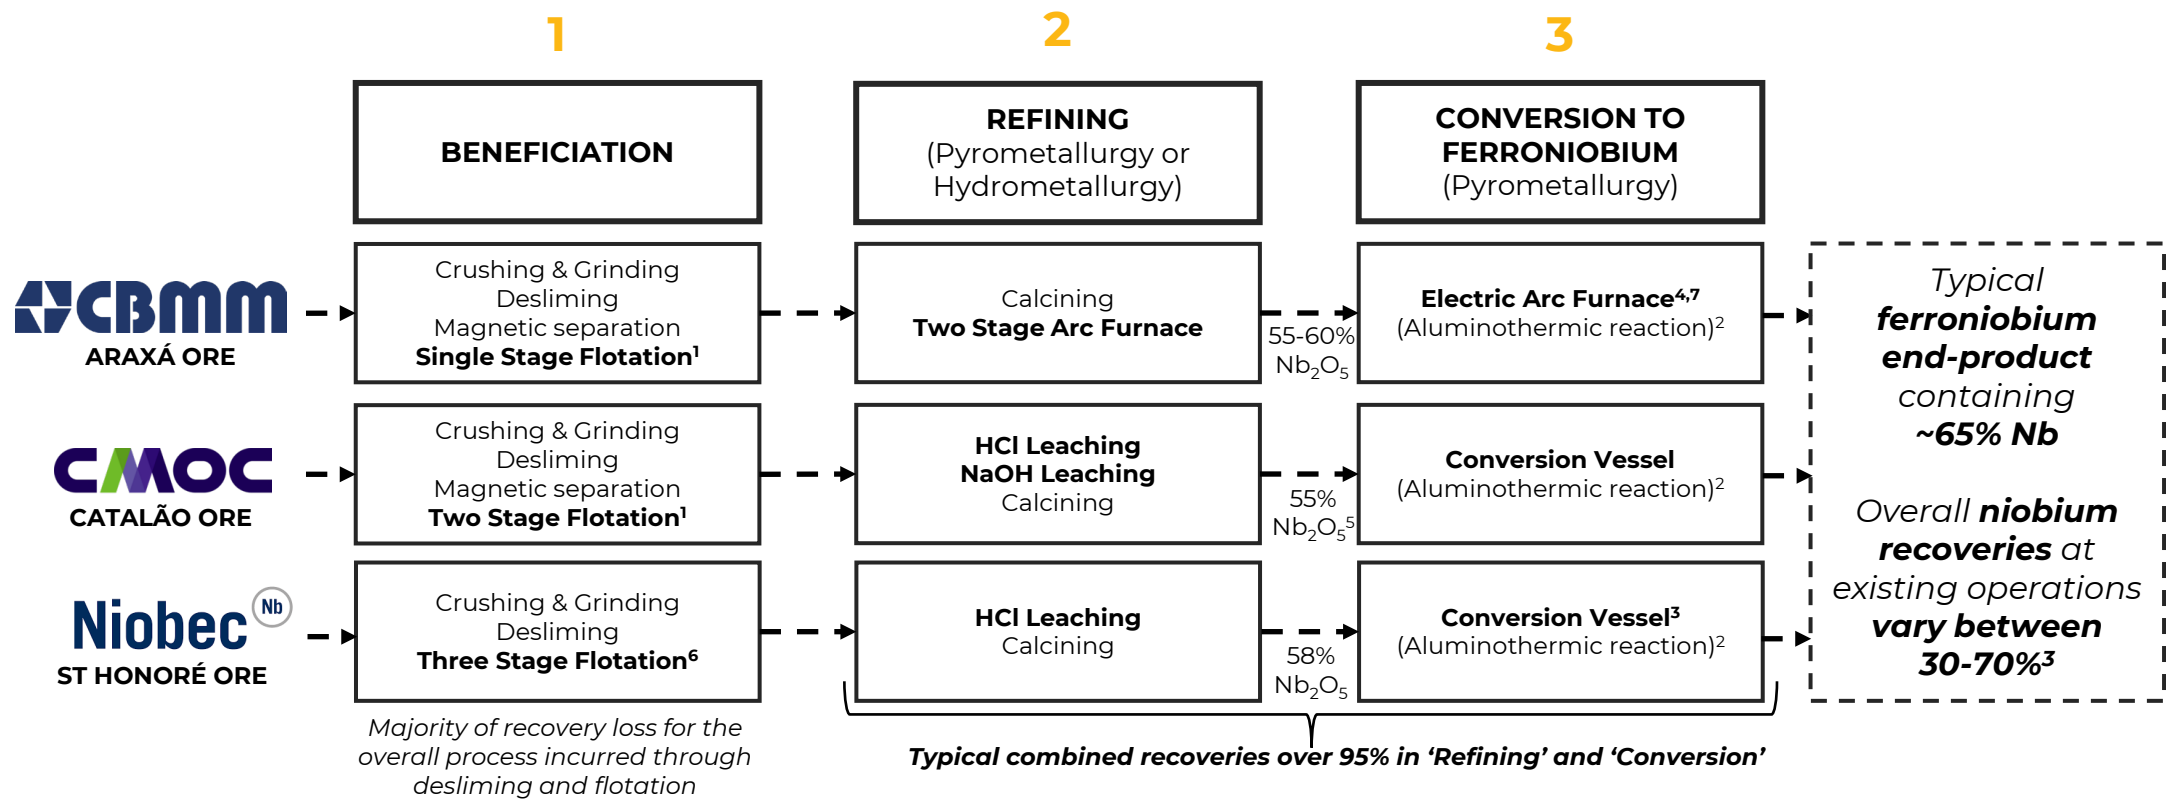 1
2
3
BENEFICIATION
REFINING
(Pyrometallurgy or
Hydrometallurgy)
CONVERSION TO
FERRONIOBIUM
(Pyrometallurgy)
CBMM
ARAXÁ ORE
Crushing & Grinding
Desliming
Magnetic separation
Single Stage Flotation¹
Calcining
Two Stage Arc Furnace
55-60%
Nb₂O₅
Electric Arc Furnace⁴,⁷
(Aluminothermic reaction)²
CMOC
CATALÃO ORE
Crushing & Grinding
Desliming
Magnetic separation
Two Stage Flotation¹
HCl Leaching
NaOH Leaching
Calcining
55%
Nb₂O₅⁵
Conversion Vessel
(Aluminothermic reaction)²
Niobec Nb
ST HONORÉ ORE
Crushing & Grinding
Desliming
Three Stage Flotation⁶
HCl Leaching
Calcining
58%
Nb₂O₅
Conversion Vessel³
(Aluminothermic reaction)²
Typical
ferroniobium
end-product
containing
~65% Nb
Overall niobium
recoveries at
existing operations
vary between
30-70%³
Majority of recovery loss for the
overall process incurred through
desliming and flotation
Typical combined recoveries over 95% in ‘Refining’ and ‘Conversion’